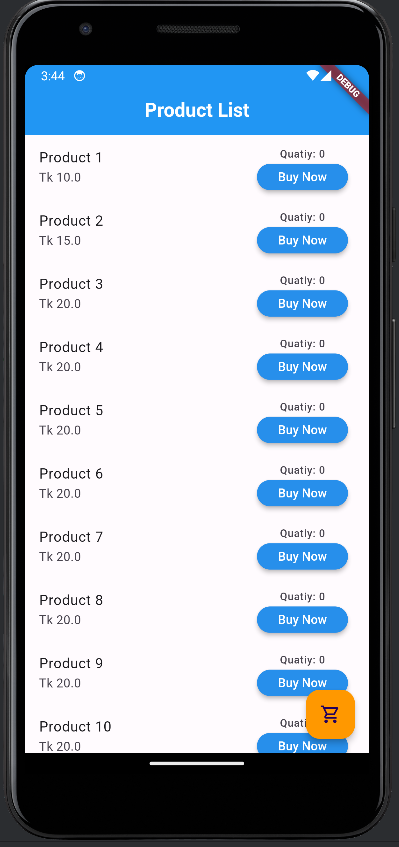 3:44
DEBUG
Product List
Product 1
Quatiy: 0
Tk 10.0
Buy Now
Product 2
Quatiy: 0
Tk 15.0
Buy Now
Product 3
Quatiy: 0
Tk 20.0
Buy Now
Product 4
Quatiy: 0
Tk 20.0
Buy Now
Product 5
Quatiy: 0
Tk 20.0
Buy Now
Product 6
Quatiy: 0
Tk 20.0
Buy Now
Product 7
Quatiy: 0
Tk 20.0
Buy Now
Product 8
Quatiy: 0
Tk 20.0
Buy Now
Product 9
Quatiy: 0
Tk 20.0
Buy Now
Product 10
Tk 20.0
Buy Now